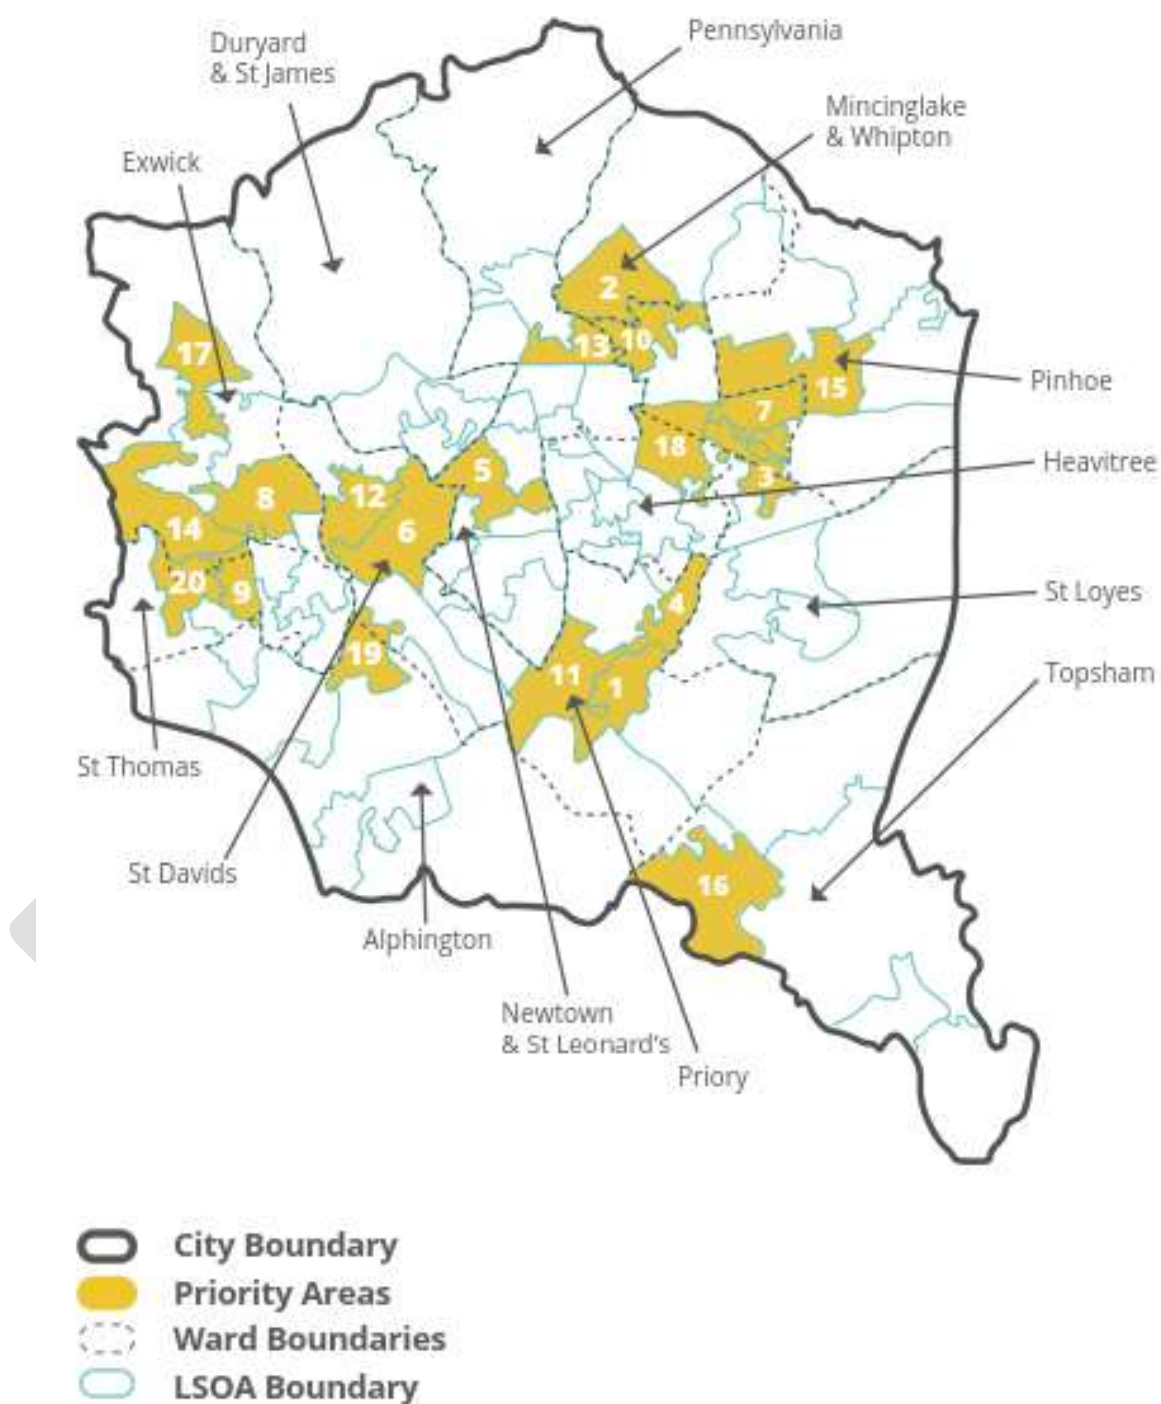 Pennsylvania
Duryard
& St James
Mincinglake
& Whipton
Exwick
2
13
10
17
Pinhoe
15
7
18
Heavitree
5
3
12
8
6
14
20
9
St Loyes
4
19
11
1
Topsham
St Thomas
St Davids
16
Alphington
Newtown
& St Leonard's
Priory
City Boundary
Priority Areas
Ward Boundaries
LSOA Boundary